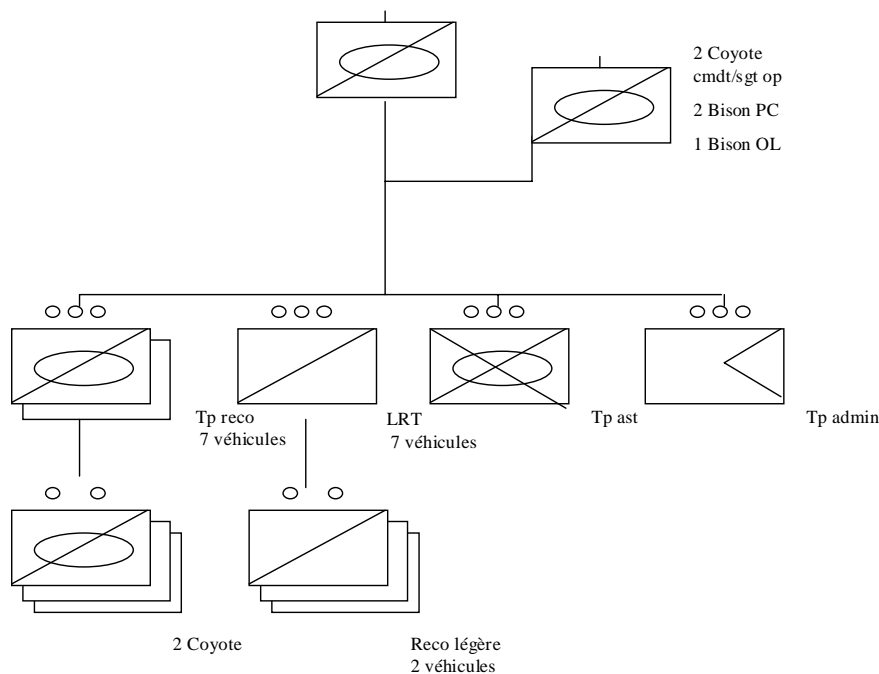 2 Coyote
cmdt/sgt op
2 Bison PC
1 Bison OL
Tp reco
7 véhicules
LRT
7 véhicules
Tp ast
Tp admin
2 Coyote
Reco légère
2 véhicules